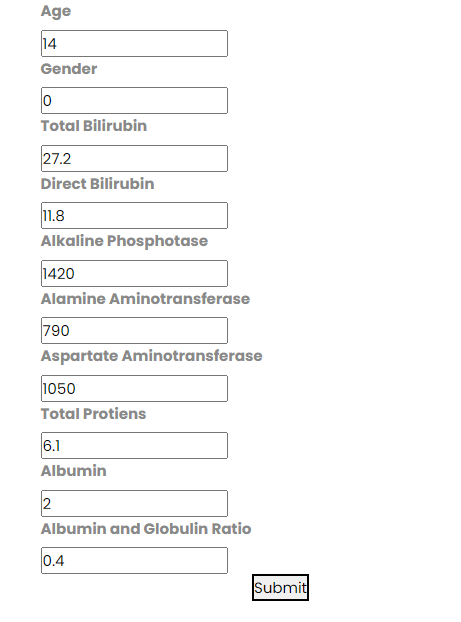 Age
14
Gender
0
Total Bilirubin
27.2
Direct Bilirubin
11.8
Alkaline Phosphotase
1420
Alamine Aminotransferase
790
Aspartate Aminotransferase
1050
Total Protiens
6.1
Albumin
2
Albumin and Globulin Ratio
0.4
Submit